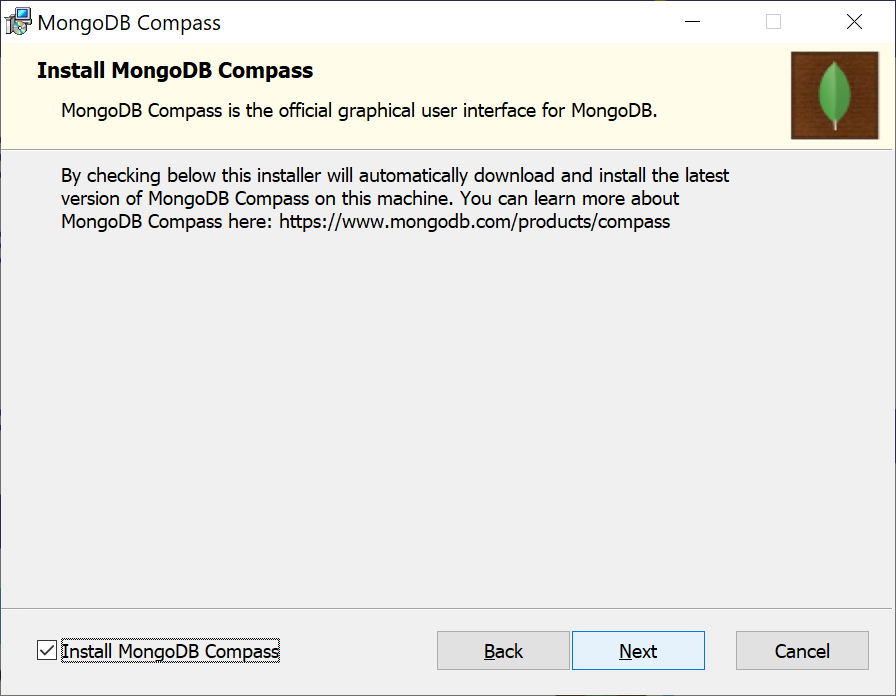 MongoDB Compass
Install MongoDB Compass
MongoDB Compass is the official graphical user interface for MongoDB.
By checking below this installer will automatically download and install the latest
version of MongoDB Compass on this machine. You can learn more about
MongoDB Compass here: https://www.mongodb.com/products/compass
Install MongoDB Compass
Back
Next
Cancel